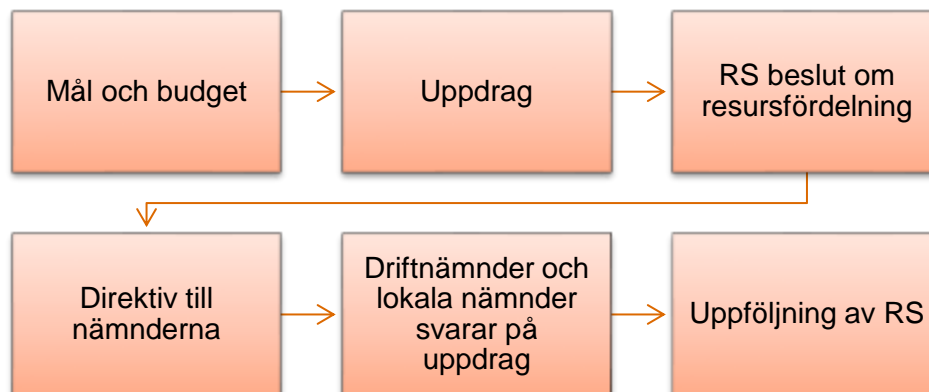 Mål och budget
Uppdrag
RS beslut om
resursfördelning
Direktiv till
nämnderna
Driftnämnder och
lokala nämnder
svarar på
uppdrag
Uppföljning av RS